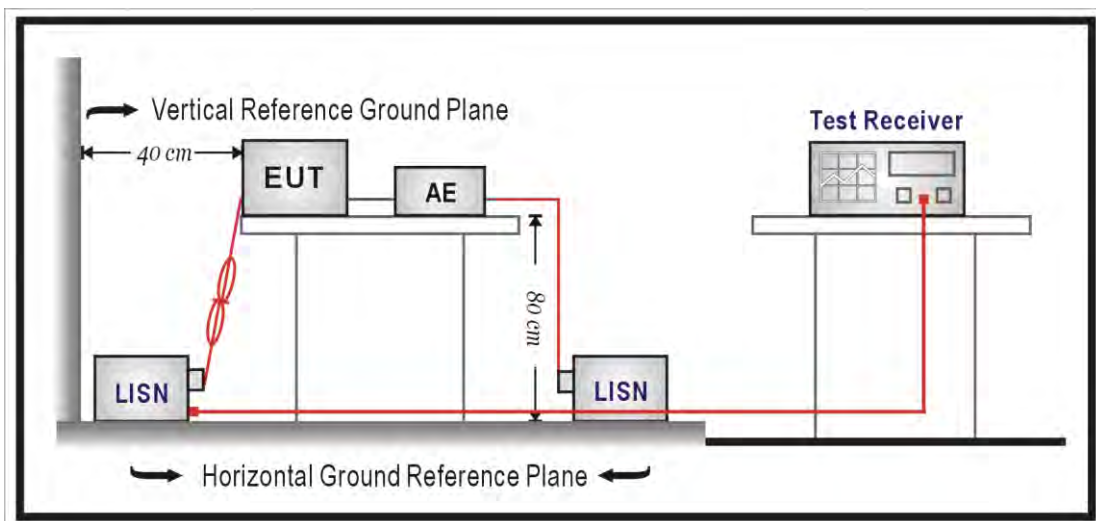 Vertical Reference Ground Plane
Test Receiver
40 cm
EUT
AE
80 cm
LISN
LISN
Horizontal Ground Reference Plane